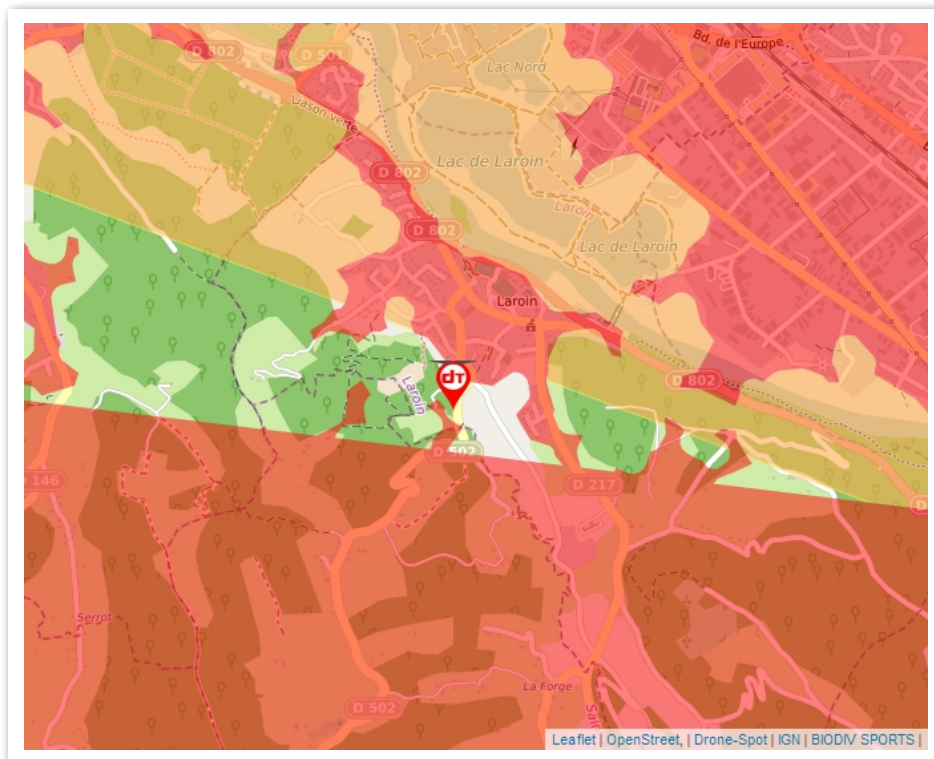 D 802
D 501
Bd. de l'Europe
Lac Nord
Liason verte
Lac de Laroin
D 802
Laroin
D 802
Lac de Laroin
Laroin
dT
D 802
Laroin
D 502
D 146
D 217
Serrot
La Forge
D 502
Leaflet | OpenStreet, | Drone-Spot | IGN | BIODIV SPORTS |